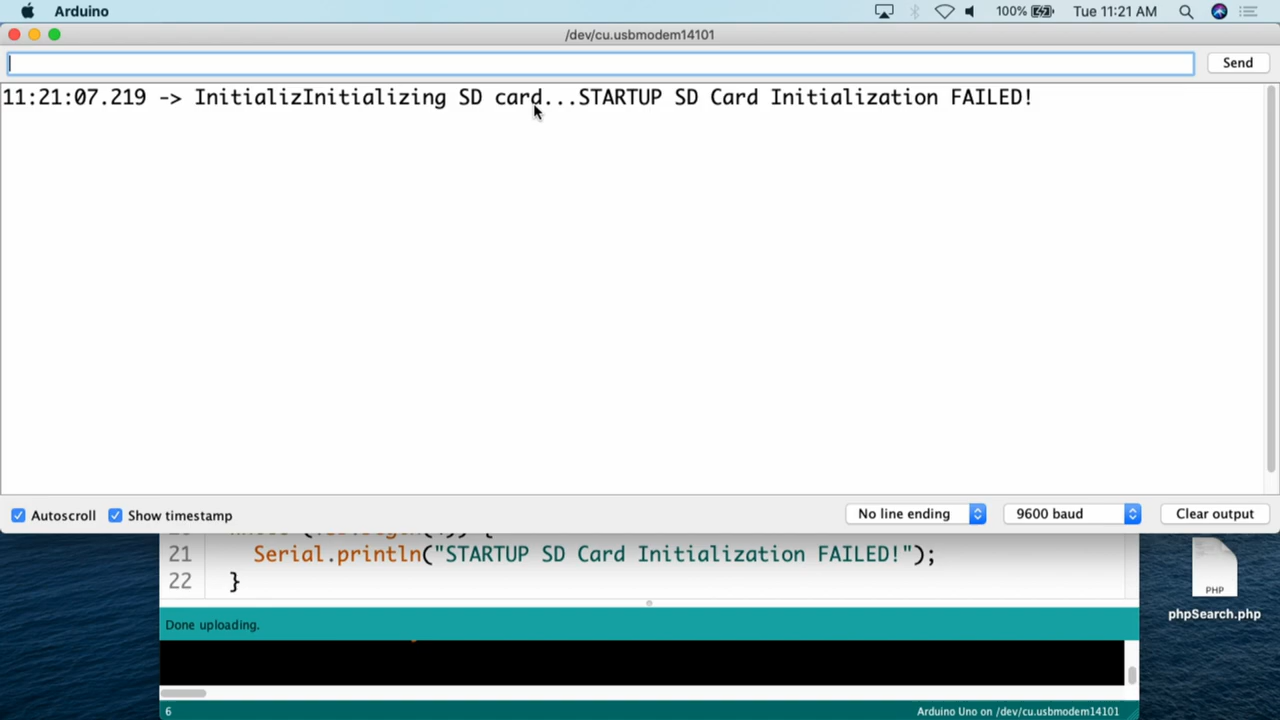 Arduino
100%
Tue 11:21 AM
/dev/cu.usbmodem14101
Send
11:21:07.219 -> InitializInitializing SD card...STARTUP SD Card Initialization FAILED!
Autoscroll
Show timestamp
No line ending
9600 baud
Clear output
21 Serial.println("STARTUP SD Card Initialization FAILED!");
22 }
PHP
phpSearch.php
Done uploading.
6
Arduino Uno on /dev/cu.usbmodem14101